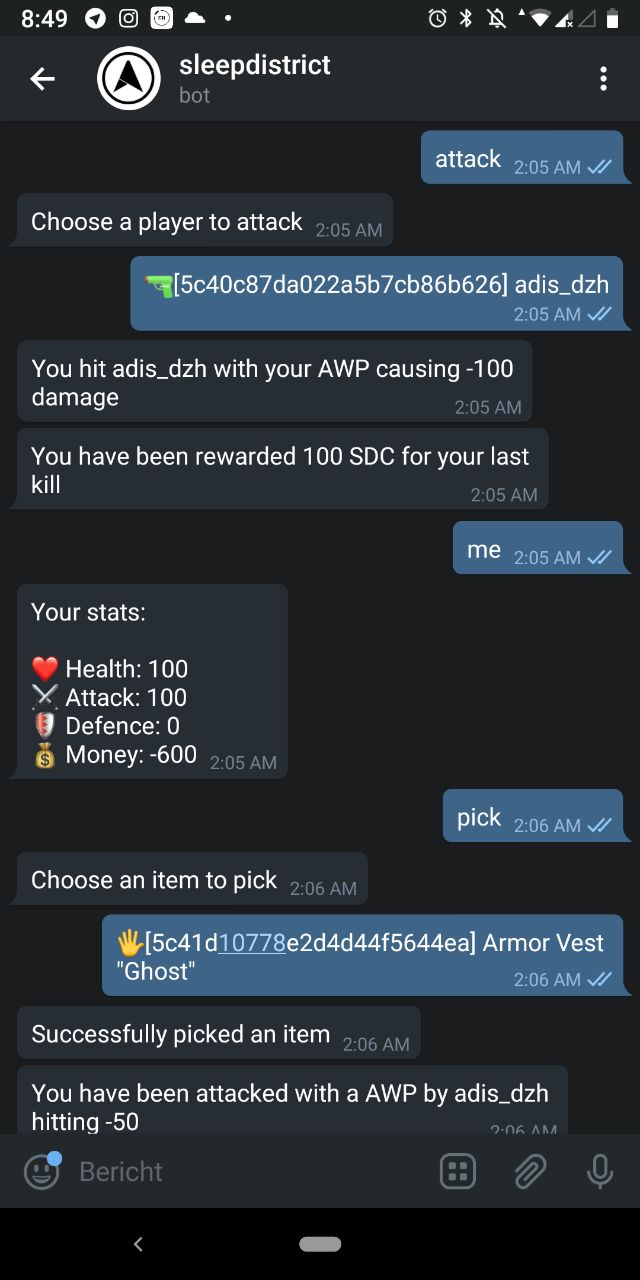 8:49
sleepdistrict
bot
attack 2:05 AM
Choose a player to attack 2:05 AM
[5c40c87da022a5b7cb86b626] adis_dzh
2:05 AM
You hit adis_dzh with your AWP causing -100
damage 2:05 AM
You have been rewarded 100 SDC for your last
kill 2:05 AM
me 2:05 AM
Your stats:
Health: 100
Attack: 100
Defence: 0
Money: -600 2:05 AM
pick 2:06 AM
Choose an item to pick 2:06 AM
[5c41d10778e2d4d44f5644ea] Armor Vest
"Ghost" 2:06 AM
Successfully picked an item 2:06 AM
You have been attacked with a AWP by adis_dzh
hitting -50 2:06 AM
Bericht